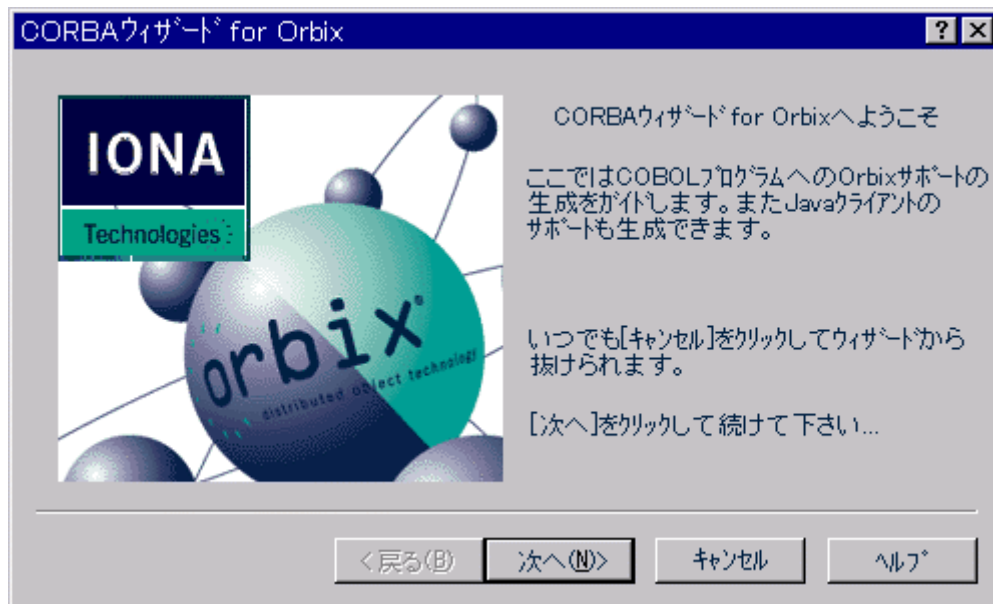 CORBAｳｨｻﾞｰﾄﾞ for Orbix
IONA
Technologies
orbix®
distributed object technology
CORBAｳｨｻﾞｰﾄﾞ for Orbixへようこそ
ここではCOBOLﾌﾟﾛｸﾞﾗﾑへのOrbixｻﾎﾟｰﾄの
生成をｶﾞｲﾄﾞします。またJavaｸﾗｲｱﾝﾄの
ｻﾎﾟｰﾄも生成できます。
いつでも[ｷｬﾝｾﾙ]をｸﾘｯｸしてｳｨｻﾞｰﾄﾞから
抜けられます。
[次へ]をｸﾘｯｸして続けて下さい...
<戻る(B)
次へ(N)>
ｷｬﾝｾﾙ
ﾍﾙﾌﾟ